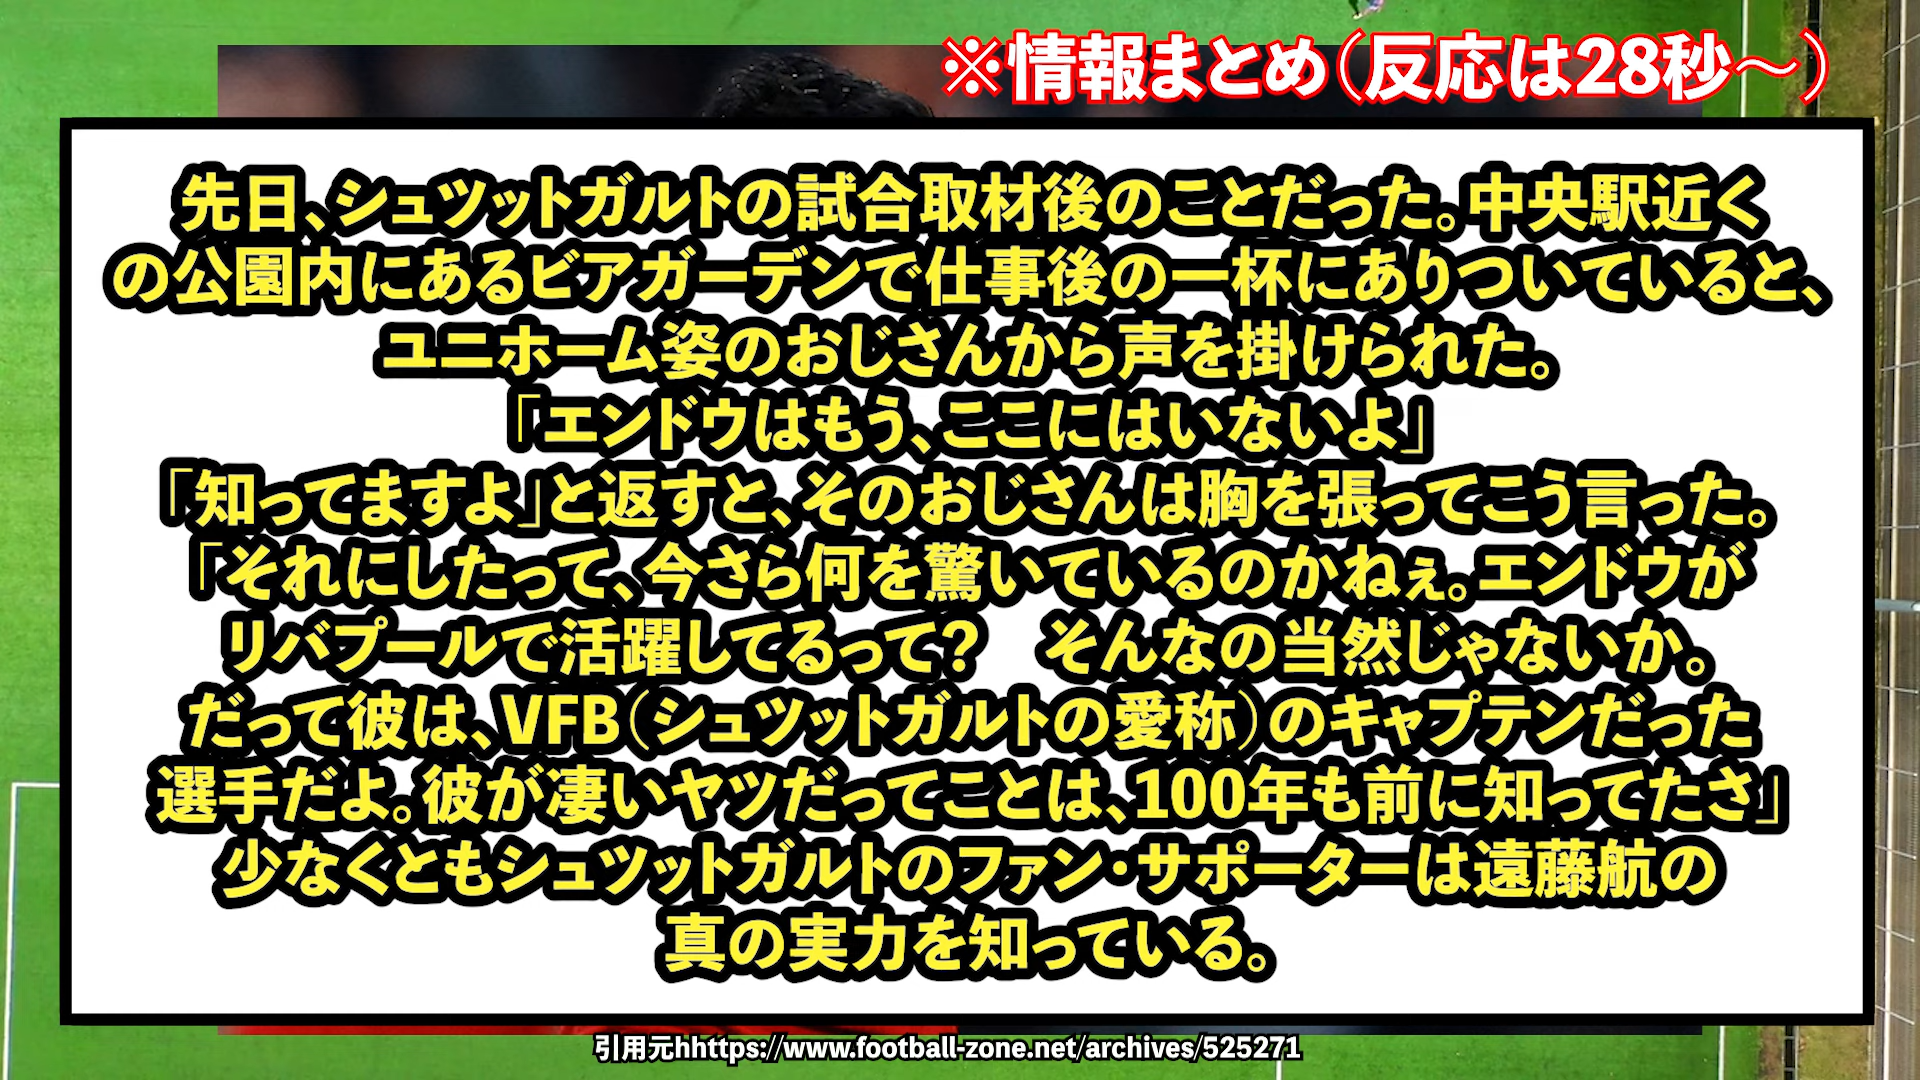 ※情報まとめ（反応は28秒～）
先日、シュツットガルトの試合取材後のことだった。中央駅近く
の公園内にあるビアガーデンで仕事後の一杯にありついていると、
ユニホーム姿のおじさんから声を掛けられた。
「エンドウはもう、ここにはいないよ」
「知ってますよ」と返すと、そのおじさんは胸を張ってこう言った。
「それにしたって、今さら何を驚いているのかねぇ。エンドウが
リバプールで活躍してるって？　そんなの当然じゃないか。
だって彼は、VFB（シュツットガルトの愛称）のキャプテンだった
選手だよ。彼が凄いヤツだってことは、100年も前に知ってたさ」
少なくともシュツットガルトのファン・サポーターは遠藤航の
真の実力を知っている。
引用元hhttps://www.football-zone.net/archives/525271